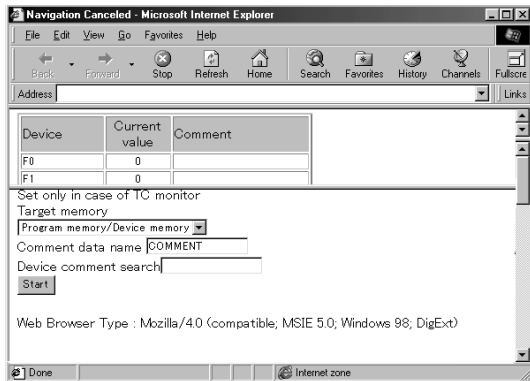 Navigation Canceled - Microsoft Internet Explorer
File Edit View Go Favorites Help
Back Forward Stop Refresh Home Search Favorites History Channels Fullscre
Address Links
Device Current value Comment
F0 0
F1 0
Set only in case of TC monitor
Target memory
Program memory/Device memory
Comment data name COMMENT
Device comment search
Start
Web Browser Type : Mozilla/4.0 (compatible; MSIE 5.0; Windows 98; DigExt)
Done Internet zone